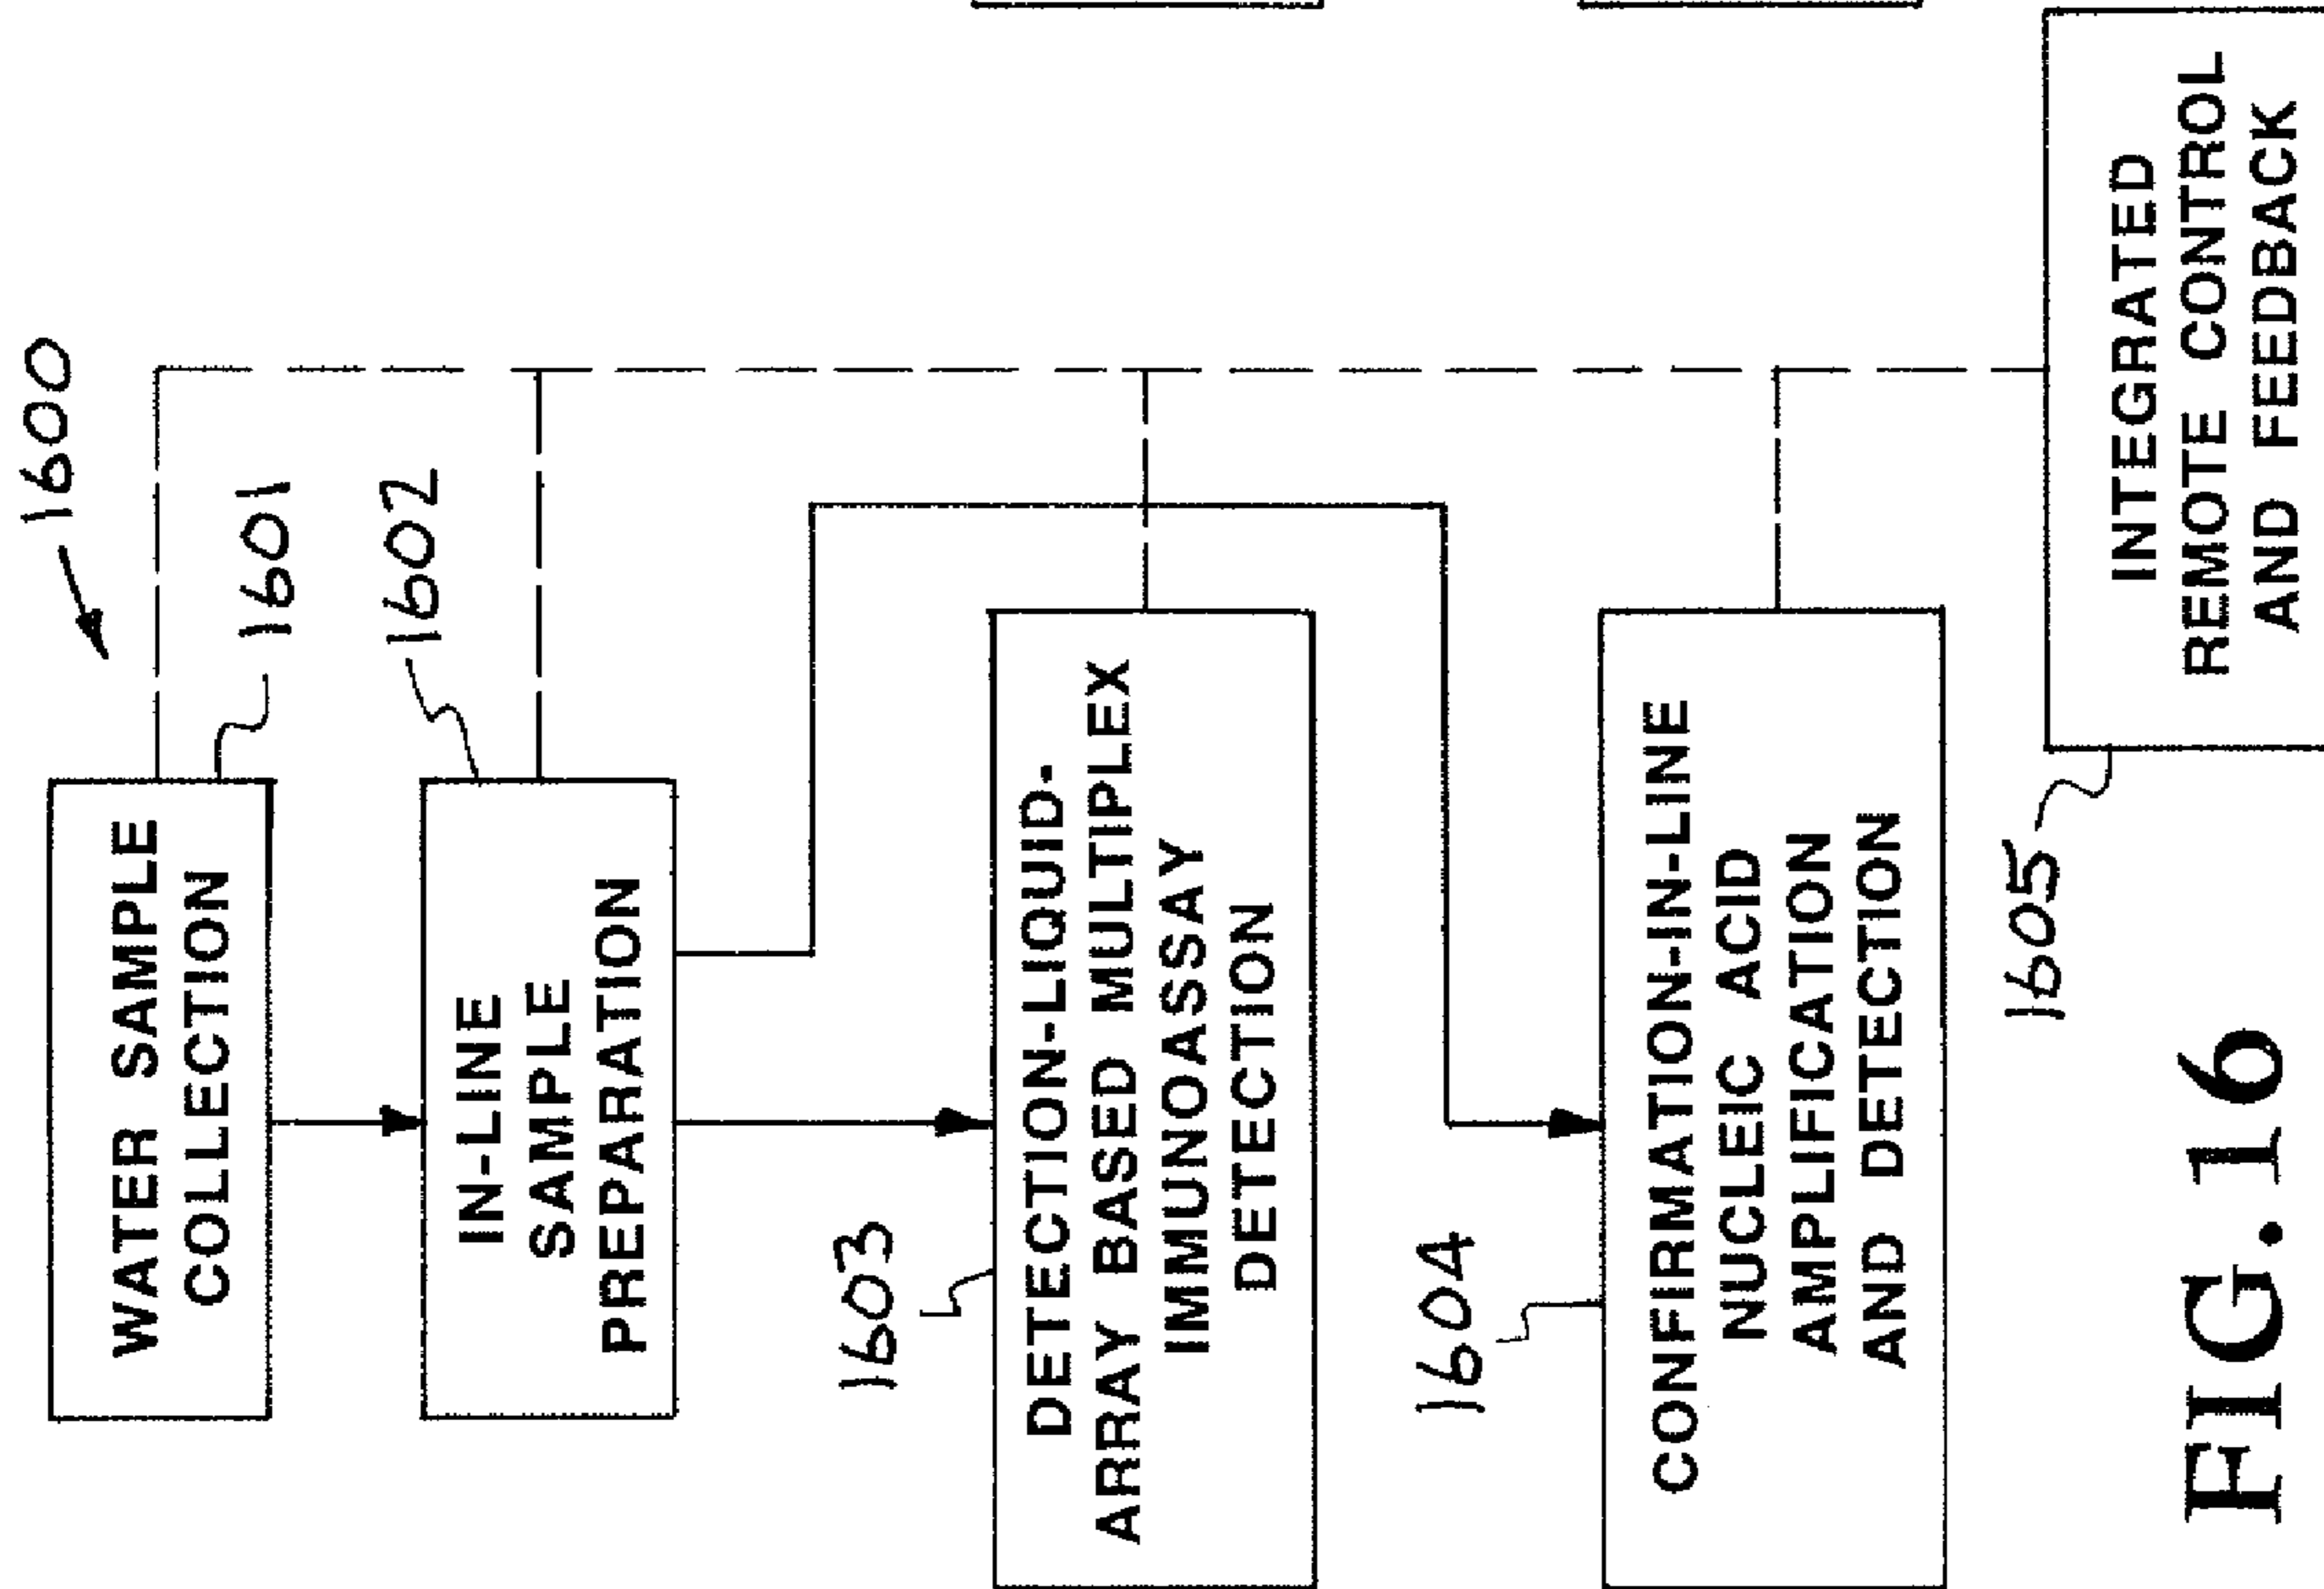 1600
WATER SAMPLE
COLLECTION
1601
IN-LINE
SAMPLE
PREPARATION
1602
DETECTION-LIQUID-
ARRAY BASED MULTIPLEX
IMMUNOASSAY
DETECTION
1603
CONFIRMATION-IN-LINE
NUCLEIC ACID
AMPLIFICATION
AND DETECTION
1604
INTEGRATED
REMOTE CONTROL
AND FEEDBACK
1605
FIG. 16